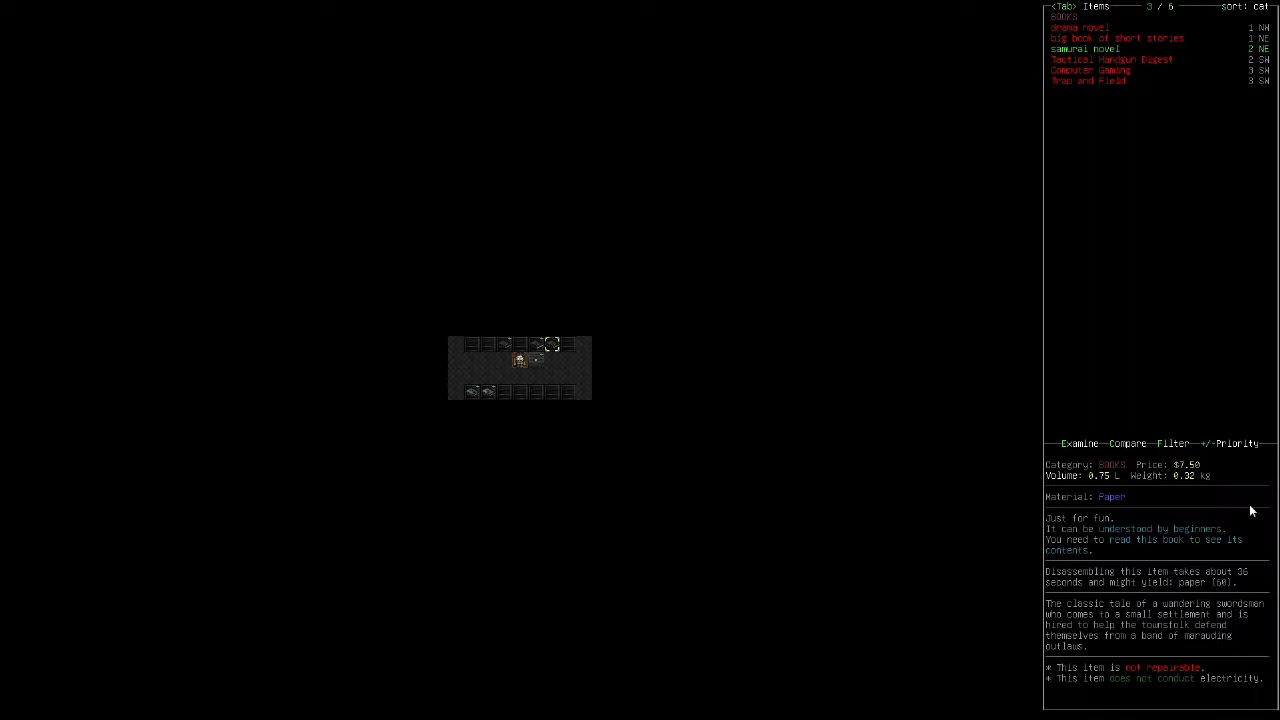 <Tab> Items 3 / 6 sort: cat
BOOKS
drama novel 1 NW
big book of short stories 1 NE
samurai novel 2 NE
Tactical Handgun Digest 2 SW
Computer Gaming 3 SW
Trap and Field 3 SW
Examine Compare Filter +/-Priority
Category: BOOKS Price: $7.50
Volume: 0.75 L Weight: 0.32 kg
Material: Paper
Just for fun.
It can be understood by beginners.
You need to read this book to see its
contents.
Disassembling this item takes about 36
seconds and might yield: paper (60).
The classic tale of a wandering swordsman
who comes to a small settlement and is
hired to help the townsfolk defend
themselves from a band of marauding
outlaws.
* This item is not repairable.
* This item does not conduct electricity.